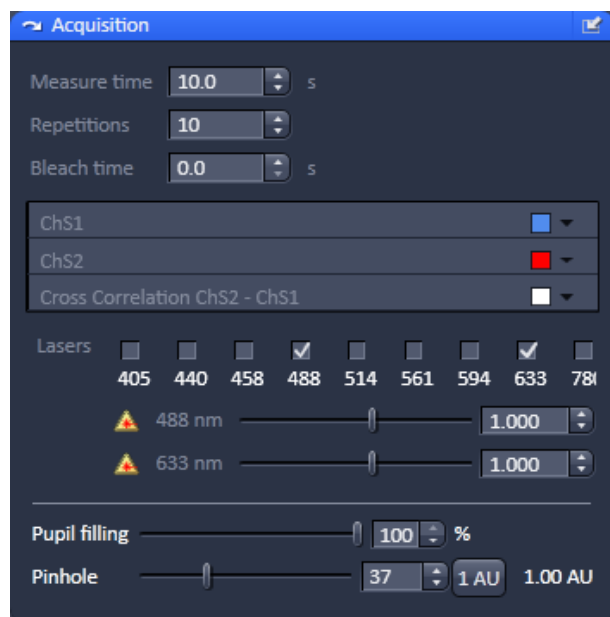 Acquisition
Measure time 10.0 s
Repetitions 10
Bleach time 0.0 s
ChS1
ChS2
Cross Correlation ChS2 - ChS1
Lasers
405 440 458 488 514 561 594 633 78
488 nm 1.000
633 nm 1.000
Pupil filling 100 %
Pinhole 37 1 AU 1.00 AU